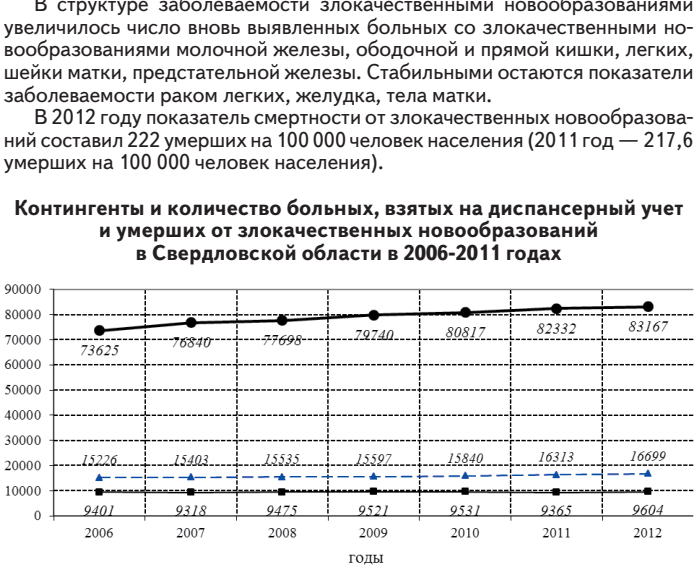 В структуре заболеваемости злокачественными новообразованиями
увеличилось число вновь выявленных больных со злокачественными но-
вообразованиями молочной железы, ободочной и прямой кишки, легких,
шейки матки, предстательной железы. Стабильными остаются показатели
заболеваемости раком легких, желудка, тела матки.
В 2012 году показатель смертности от злокачественных новообразова-
ний составил 222 умерших на 100 000 человек населения (2011 год — 217,6
умерших на 100 000 человек населения).
Контингенты и количество больных, взятых на диспансерный учет
и умерших от злокачественных новообразований
в Свердловской области в 2006-2011 годах
90000
80000
70000
60000
50000
40000
30000
20000
10000
0
73625 76840 77698 79740 80817 82332 83167
15226 15403 15535 15597 15840 16313 16699
9401 9318 9475 9521 9531 9365 9604
2006 2007 2008 2009 2010 2011 2012
годы